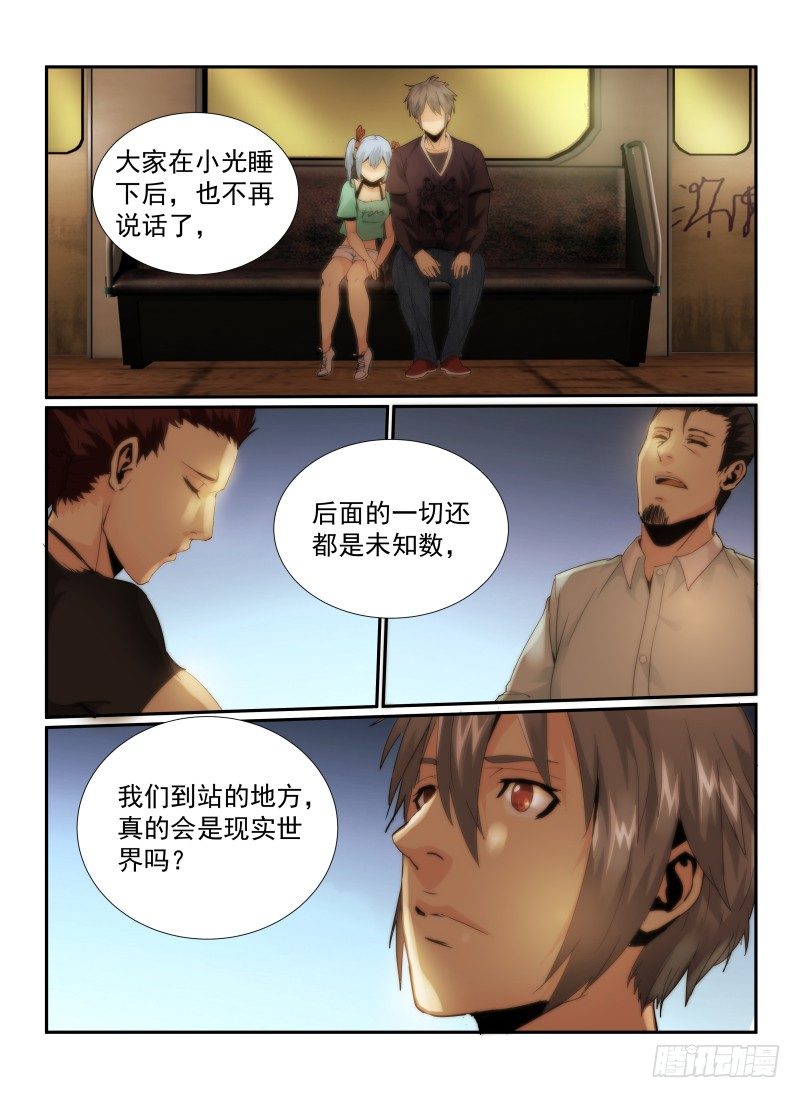 大家在小光睡
下后，也不再
说话了，
后面的一切还
都是未知数，
我们到站的地方，
真的会是现实世
界吗？
腾讯动漫